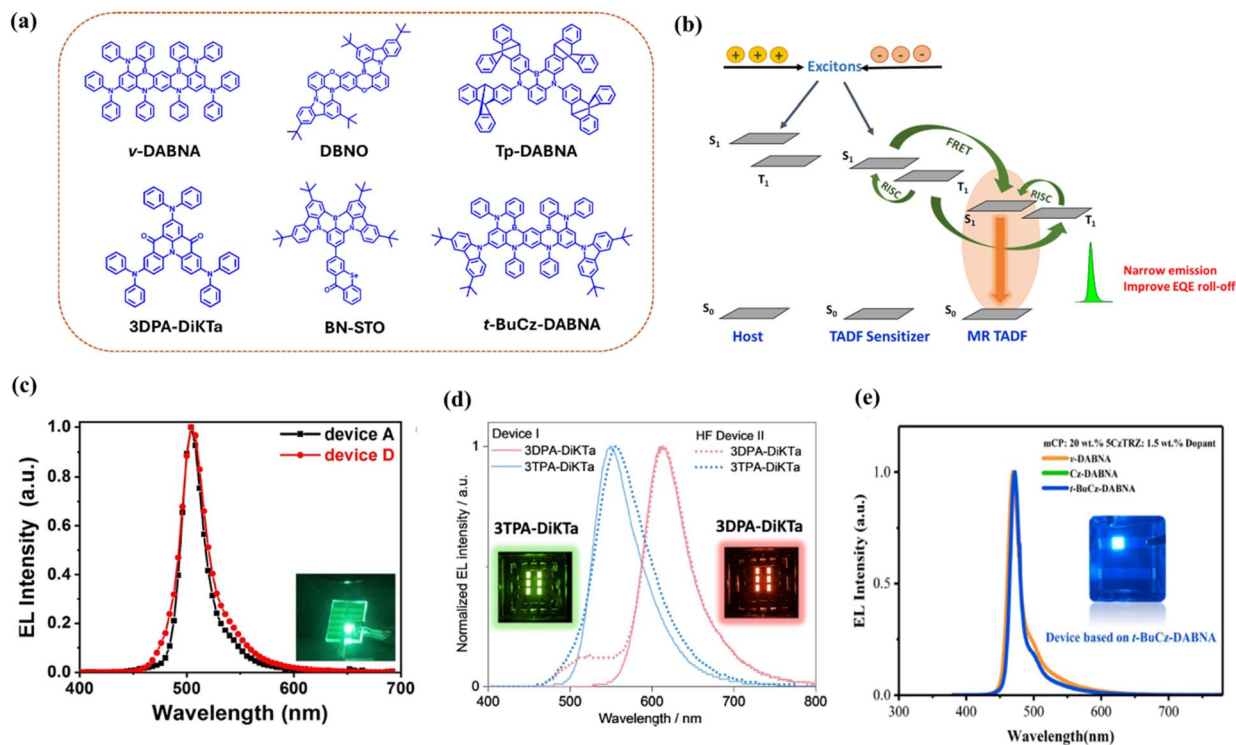 (a)
v-DABNA
DBNO
Tp-DABNA
3DPA-DiKTa
BN-STO
t-BuCz-DABNA
(b)
+ + +
- - -
Excitons
S1
T1
S1
T1
RISC
FRET
RISC
S1
T1
Narrow emission
Improve EQE roll-off
S0
S0
S0
Host
TADF Sensitizer
MR TADF
(c)
device A
device D
EL Intensity (a.u.)
1.0
0.8
0.6
0.4
0.2
0.0
400
500
600
700
Wavelength (nm)
(d)
Device I
3DPA-DiKTa
3TPA-DiKTa
HF Device II
3DPA-DiKTa
3TPA-DiKTa
3TPA-DiKTa
3DPA-DiKTa
Normalized EL intensity / a.u.
1
0
400
500
600
700
800
Wavelength / nm
(e)
mCP: 20 wt.% 5CzTRZ: 1.5 wt.% Dopant
v-DABNA
Cz-DABNA
t-BuCz-DABNA
Device based on t-BuCz-DABNA
EL Intensity (a.u.)
1.0
0.5
0.0
300
400
500
600
700
Wavelength(nm)